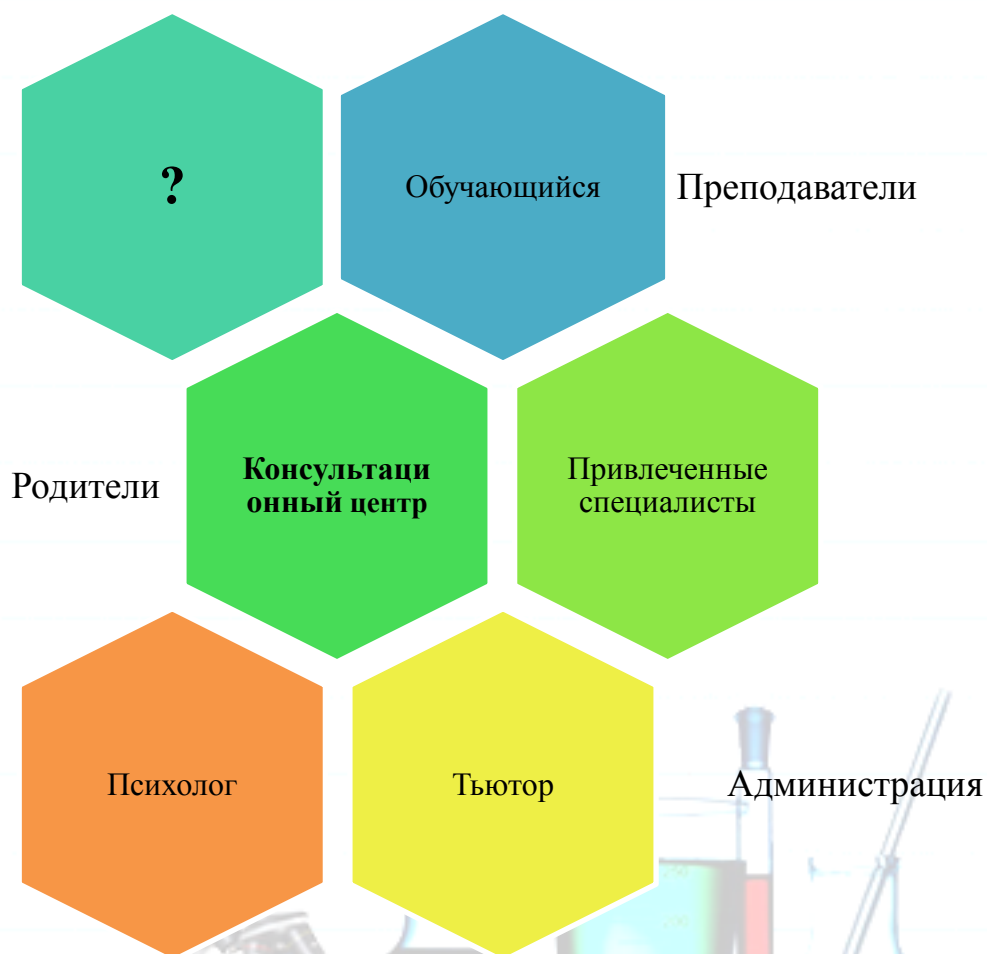 ?
Обучающийся
Преподаватели
Родители
Консультаци
онный центр
Привлеченные
специалисты
Психолог
Тьютор
Администрация